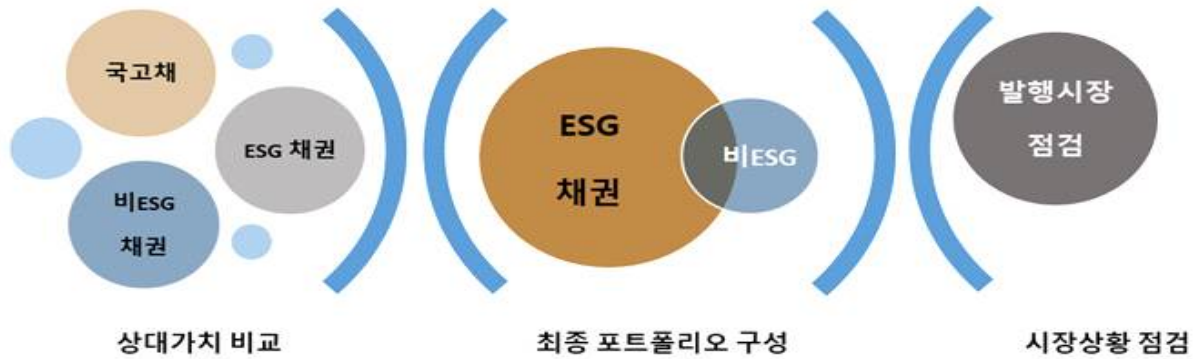 국고채
ESG 채권
비ESG
채권
상대가치 비교
ESG
채권
비ESG
최종 포트폴리오 구성
발행시장
점검
시장상황 점검